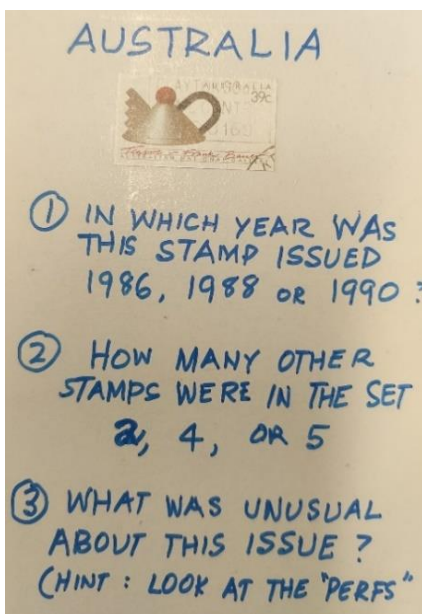 AUSTRALIA
39c
① IN WHICH YEAR WAS
THIS STAMP ISSUED
1986, 1988 OR 1990 ?
② HOW MANY OTHER
STAMPS WERE IN THE SET
2, 4, OR 5
③ WHAT WAS UNUSUAL
ABOUT THIS ISSUE ?
(HINT : LOOK AT THE "PERFS"